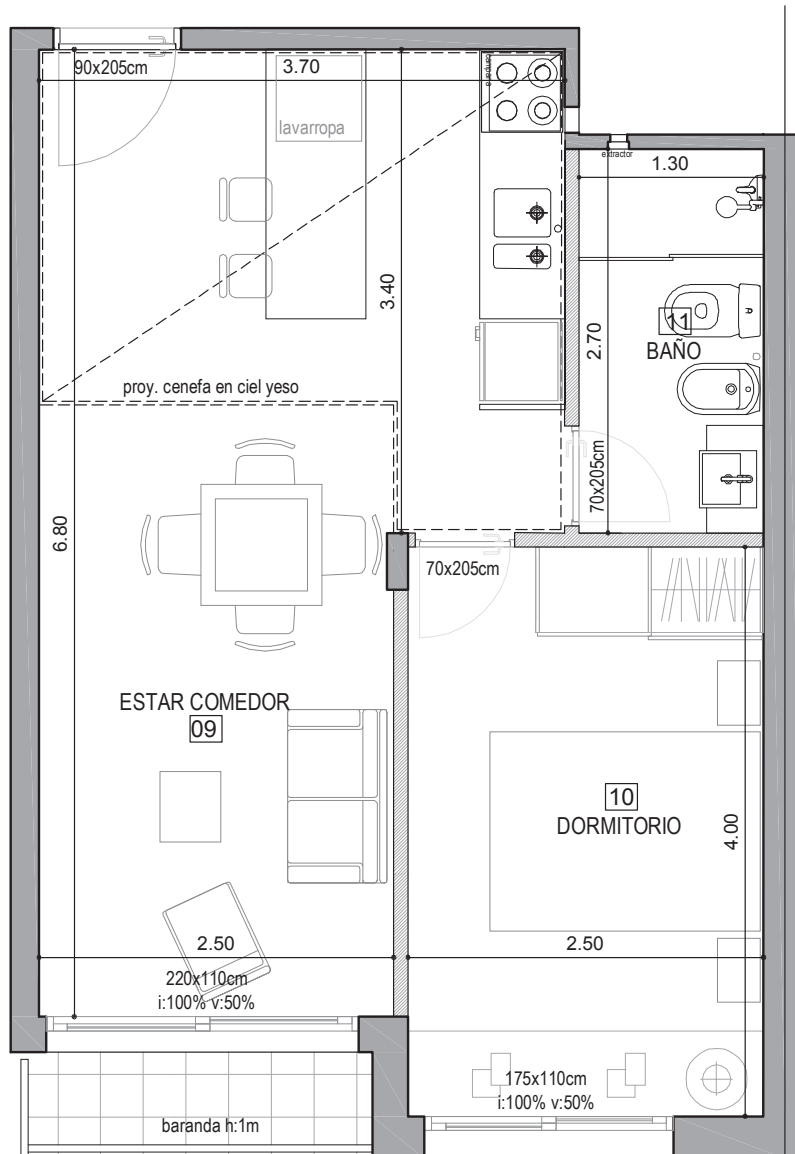 90x205cm
3.70
campana
lavarropa
extractor
1.30
3.40
2.70
11
BAÑO
proy. cenefa en ciel yeso
70x205cm
6.80
70x205cm
ESTAR COMEDOR
09
10
DORMITORIO
4.00
2.50
2.50
220x110cm
i:100% v:50%
175x110cm
i:100% v:50%
baranda h:1m